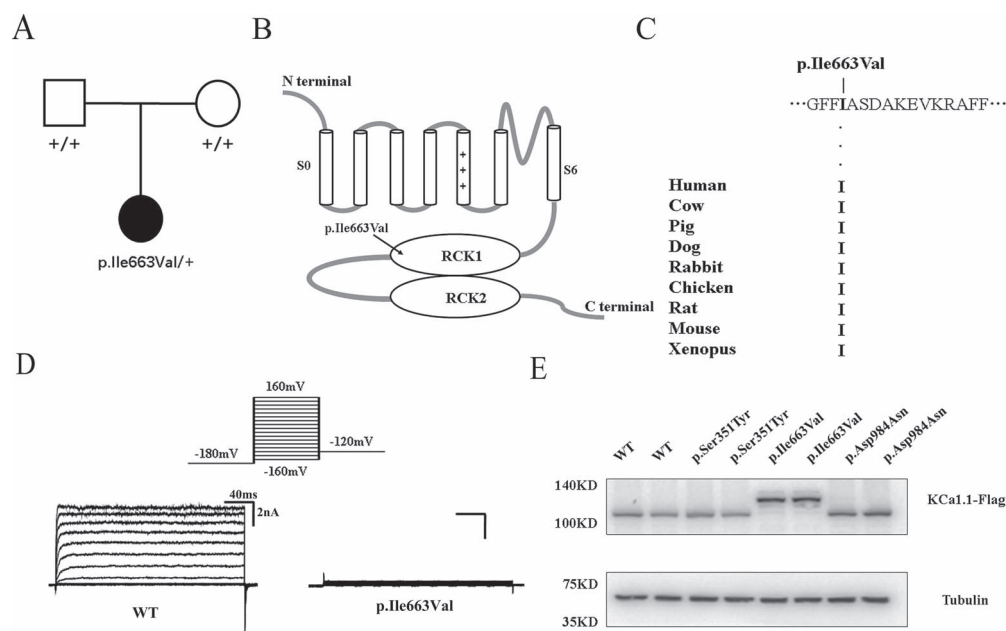 A
+/+
+/+
p.Ile663Val/+
B
N terminal
S0
+
+
+
S6
p.Ile663Val
RCK1
RCK2
C terminal
C
p.Ile663Val
···GFFIASDAKEVKRAFF···
Human I
Cow I
Pig I
Dog I
Rabbit I
Chicken I
Rat I
Mouse I
Xenopus I
D
160mV
-180mV
-120mV
-160mV
40ms
2nA
WT
p.Ile663Val
E
WT
WT
p.Ser351Tyr
p.Ser351Tyr
p.Ile663Val
p.Ile663Val
p.Asp984Asn
p.Asp984Asn
140KD
100KD
KCa1.1-Flag
75KD
35KD
Tubulin